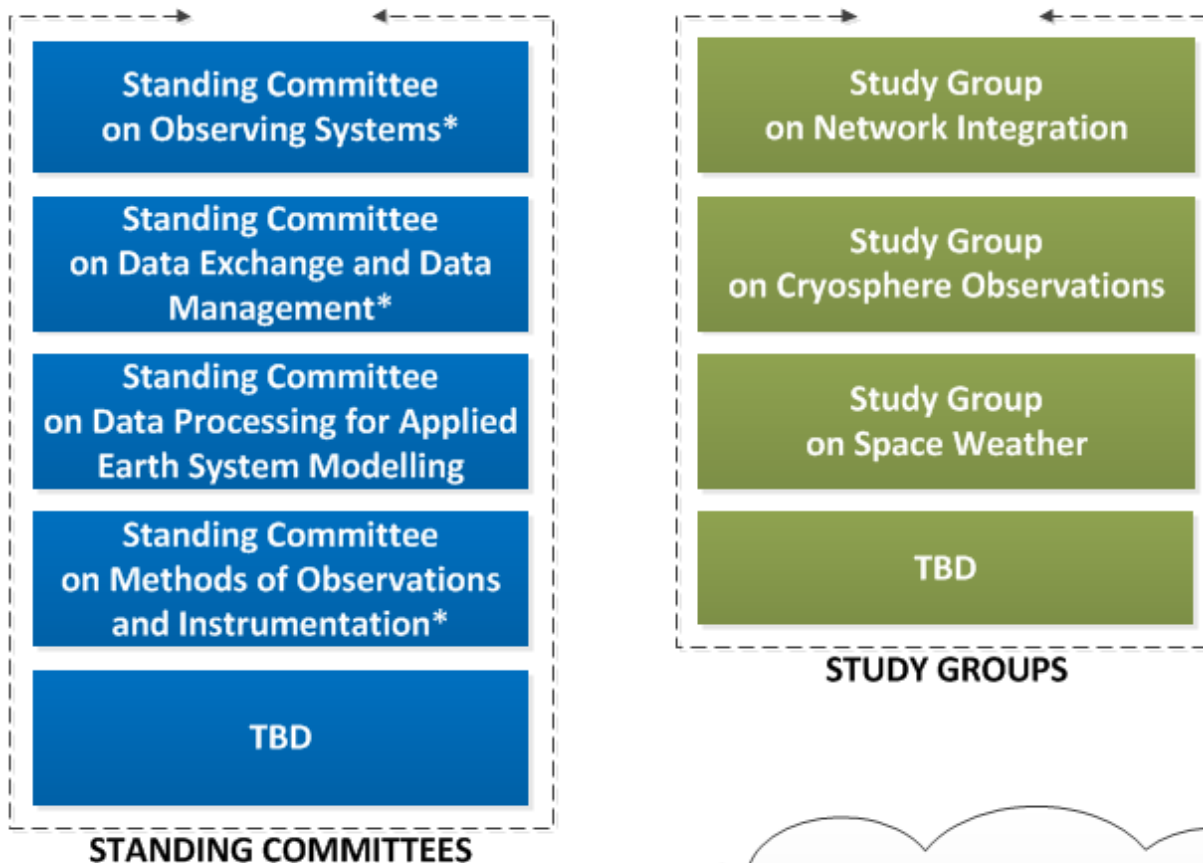 Standing Committee
on Observing Systems*
Standing Committee
on Data Exchange and Data
Management*
Standing Committee
on Data Processing for Applied
Earth System Modelling
Standing Committee
on Methods of Observations
and Instrumentation*
TBD
STANDING COMMITTEES
Study Group
on Network Integration
Study Group
on Cryosphere Observations
Study Group
on Space Weather
TBD
STUDY GROUPS